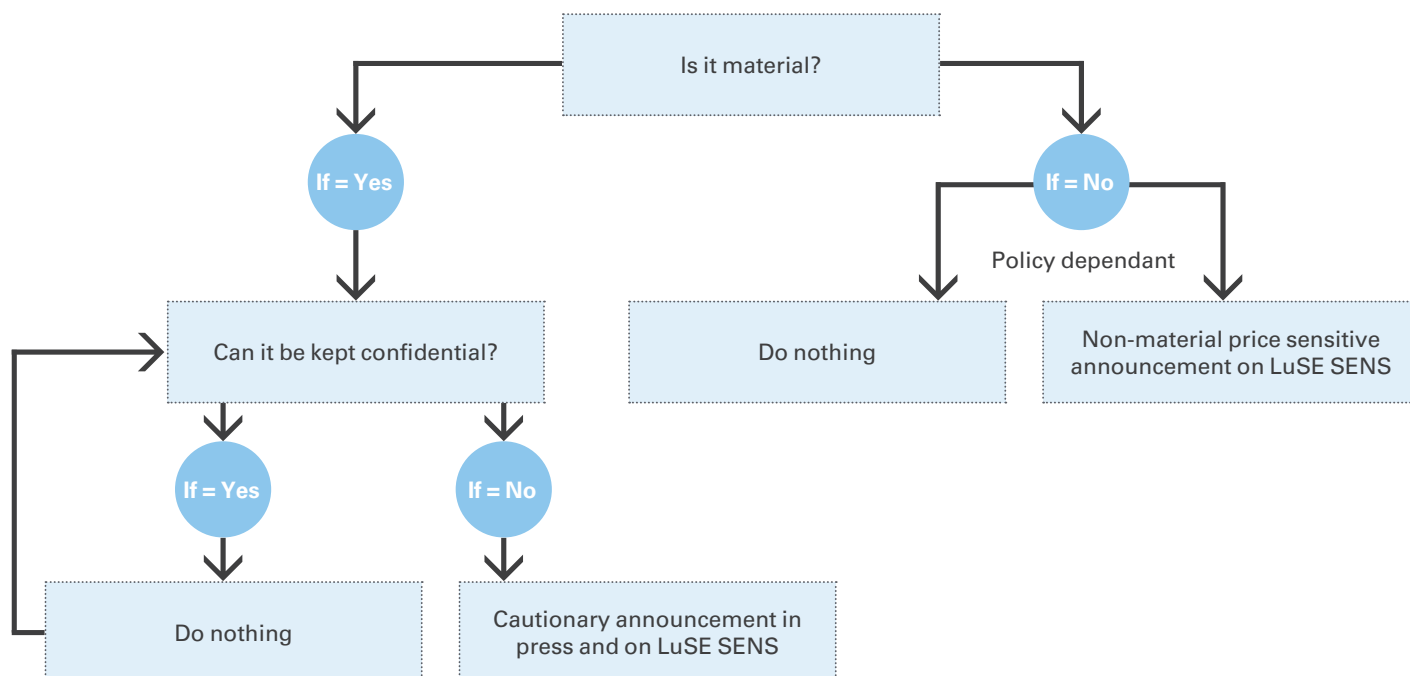 Is it material?
If = Yes
If = No
Policy dependant
Can it be kept confidential?
Do nothing
Non-material price sensitive
announcement on LuSE SENS
If = Yes
If = No
Do nothing
Cautionary announcement in
press and on LuSE SENS